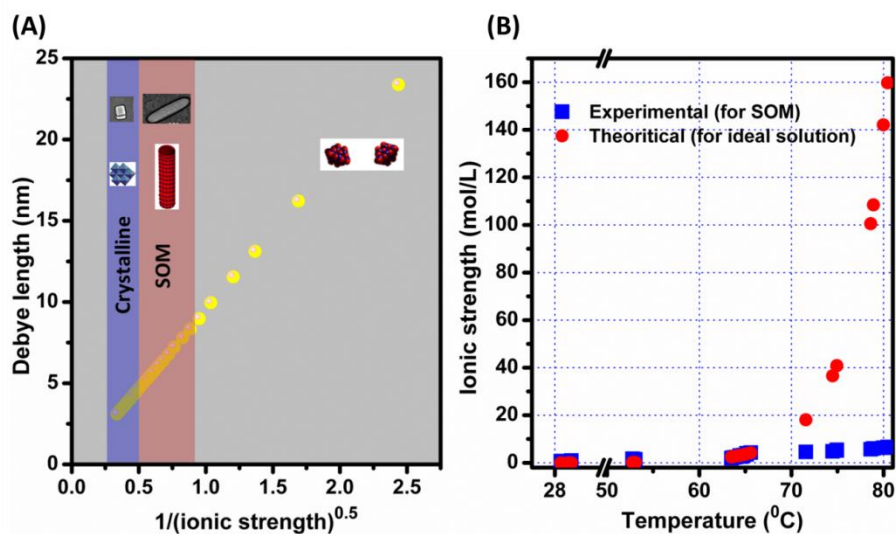 (A)
Debye length (nm)
25
20
15
10
5
0
Crystalline
SOM
0.0 0.5 1.0 1.5 2.0 2.5
1/(ionic strength)^0.5
(B)
Ionic strength (mol/L)
160
140
120
100
80
60
40
20
0
Experimental (for SOM)
Theoritical (for ideal solution)
28 50 60 70 80
Temperature (⁰C)